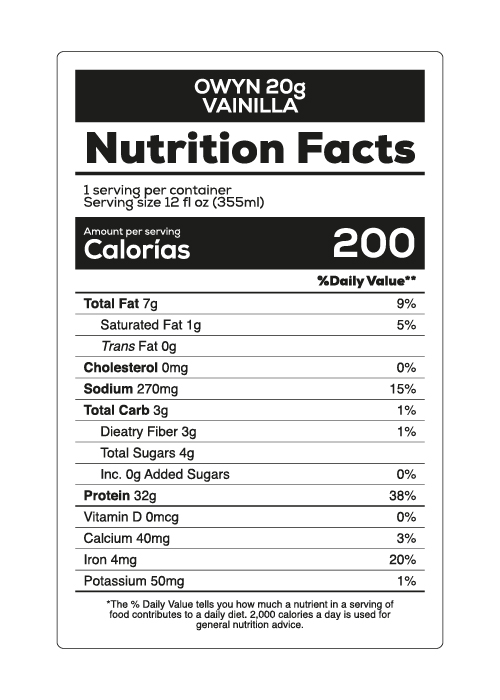 OWYN 20g
VAINILLA
Nutrition Facts
1 serving per container
Serving size 12 fl oz (355ml)
Amount per serving
Calorías 200
%Daily Value**
Total Fat 7g 9%
Saturated Fat 1g 5%
Trans Fat 0g
Cholesterol 0mg 0%
Sodium 270mg 15%
Total Carb 3g 1%
Dieatry Fiber 3g 1%
Total Sugars 4g
Inc. 0g Added Sugars 0%
Protein 32g 38%
Vitamin D 0mcg 0%
Calcium 40mg 3%
Iron 4mg 20%
Potassium 50mg 1%
*The % Daily Value tells you how much a nutrient in a serving of
food contributes to a daily diet. 2,000 calories a day is used for
general nutrition advice.